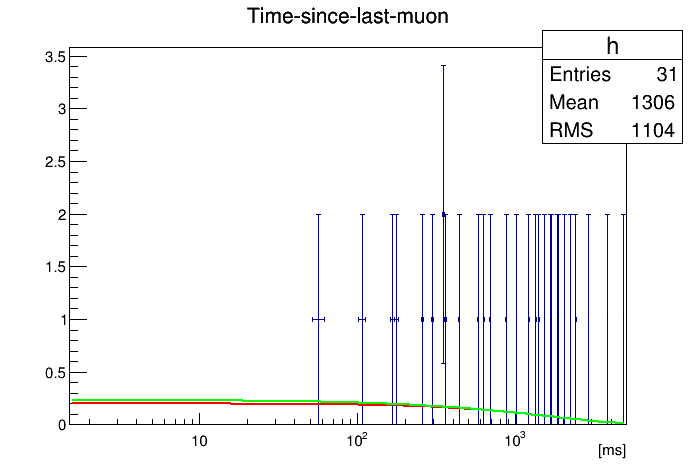 Time-since-last-muon
h
Entries 31
Mean 1306
RMS 1104
3.5
3
2.5
2
1.5
1
0.5
0
10
10²
10³
[ms]